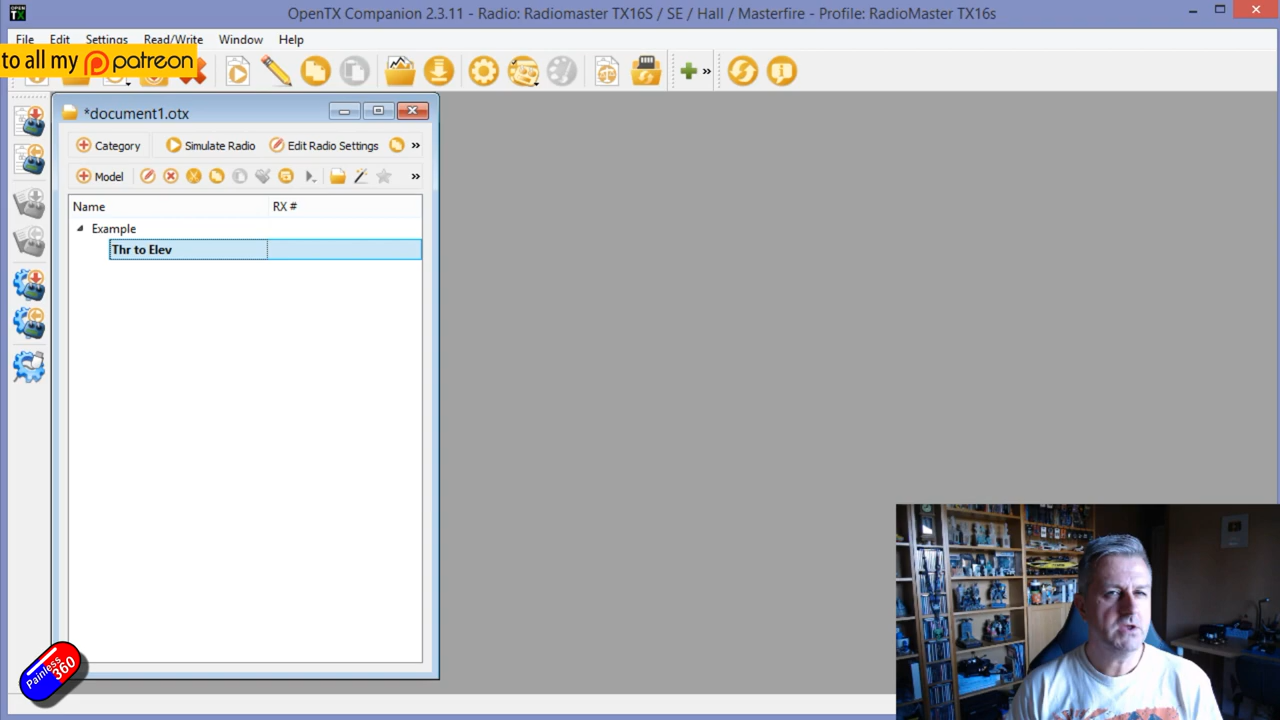 OPEN
TX
OpenTX Companion 2.3.11 - Radio: Radiomaster TX16S / SE / Hall / Masterfire - Profile: RadioMaster TX16s
File Edit Settings Read/Write Window Help
to all my patreon
*document1.otx
Category Simulate Radio Edit Radio Settings »
Model »
Name RX #
Example
Thr to Elev
Painless
360